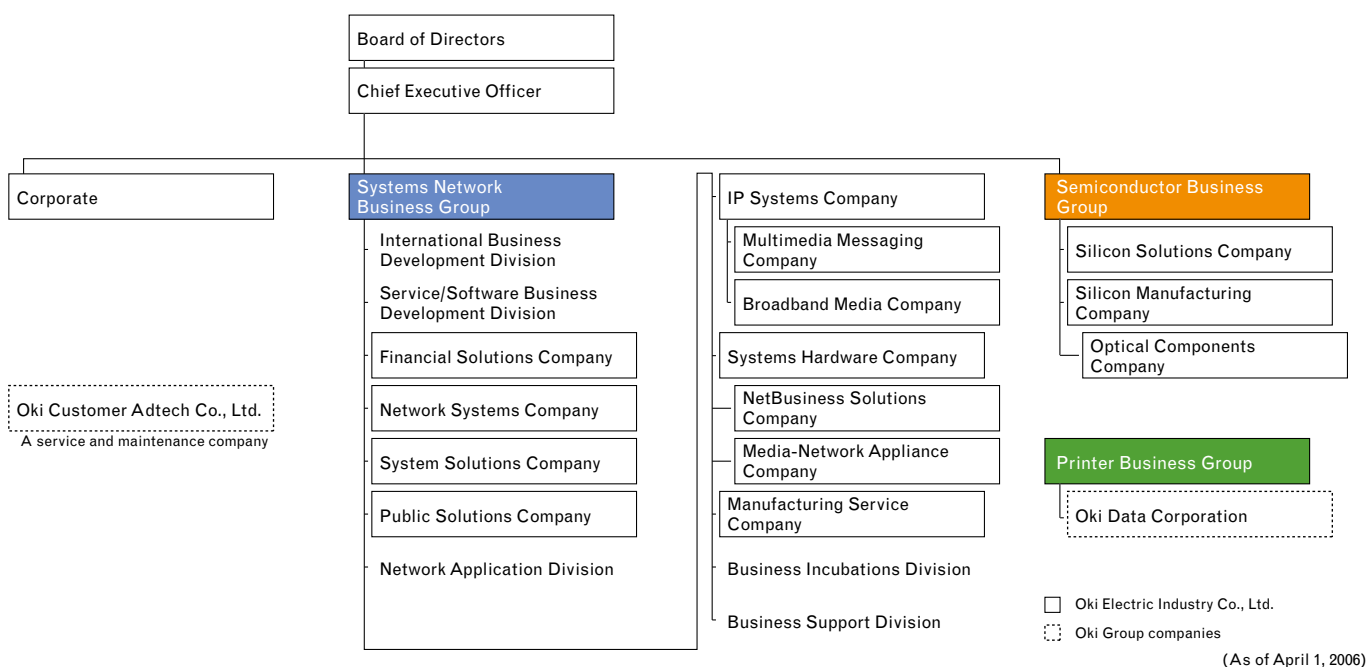 Board of Directors
Chief Executive Officer
Corporate
Oki Customer Adtech Co., Ltd.
A service and maintenance company
Systems Network
Business Group
International Business
Development Division
Service/Software Business
Development Division
Financial Solutions Company
Network Systems Company
System Solutions Company
Public Solutions Company
Network Application Division
IP Systems Company
Multimedia Messaging
Company
Broadband Media Company
Systems Hardware Company
NetBusiness Solutions
Company
Media-Network Appliance
Company
Manufacturing Service
Company
Business Incubations Division
Business Support Division
Semiconductor Business
Group
Silicon Solutions Company
Silicon Manufacturing
Company
Optical Components
Company
Printer Business Group
Oki Data Corporation
Oki Electric Industry Co., Ltd.
Oki Group companies
(As of April 1, 2006)